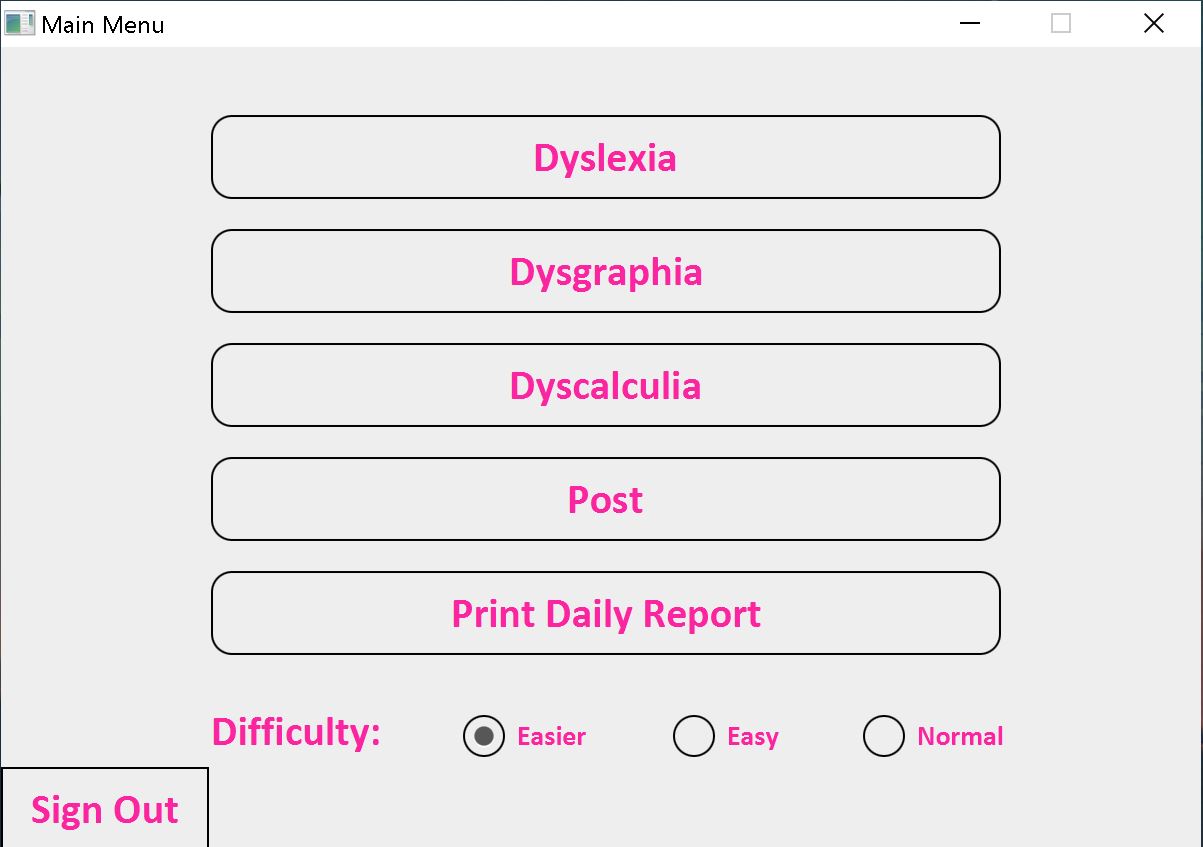 Main Menu
Dyslexia
Dysgraphia
Dyscalculia
Post
Print Daily Report
Difficulty: Easier Easy Normal
Sign Out